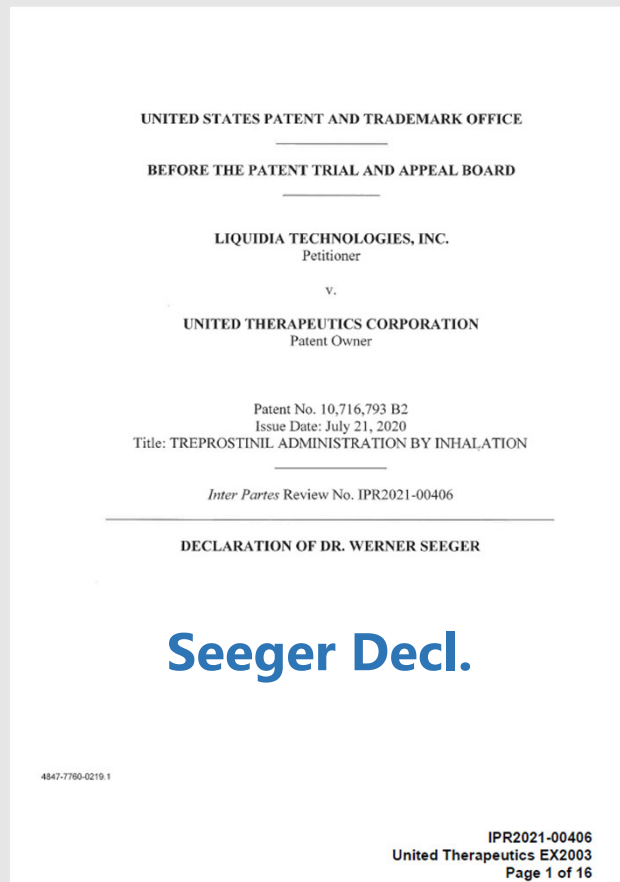 UNITED STATES PATENT AND TRADEMARK OFFICE
BEFORE THE PATENT TRIAL AND APPEAL BOARD
LIQUIDIA TECHNOLOGIES, INC.
Petitioner
v.
UNITED THERAPEUTICS CORPORATION
Patent Owner
Patent No. 10,716,793 B2
Issue Date: July 21, 2020
Title: TREPROSTINIL ADMINISTRATION BY INHALATION
Inter Partes Review No. IPR2021-00406
DECLARATION OF DR. WERNER SEEGER
Seeger Decl.
4847-7760-0219.1
IPR2021-00406
United Therapeutics EX2003
Page 1 of 16